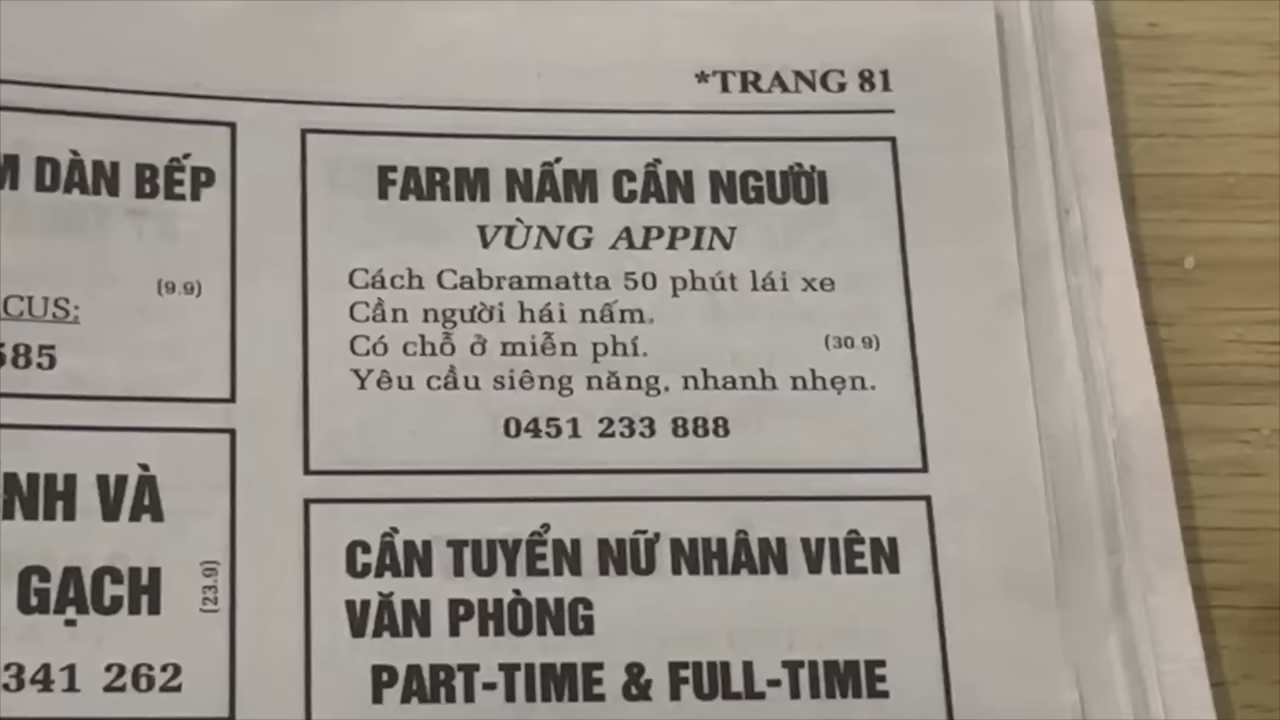 *TRANG 81
DÀN BẾP
(9.9)
CUS:
585
NH VÀ
GẠCH
(23.9)
341 262
FARM NẤM CẦN NGƯỜI
VÙNG APPIN
Cách Cabramatta 50 phút lái xe
Cần người hái nấm.
Có chỗ ở miễn phí. (30.9)
Yêu cầu siêng năng, nhanh nhẹn.
0451 233 888
CẦN TUYỂN NỮ NHÂN VIÊN
VĂN PHÒNG
PART-TIME & FULL-TIME